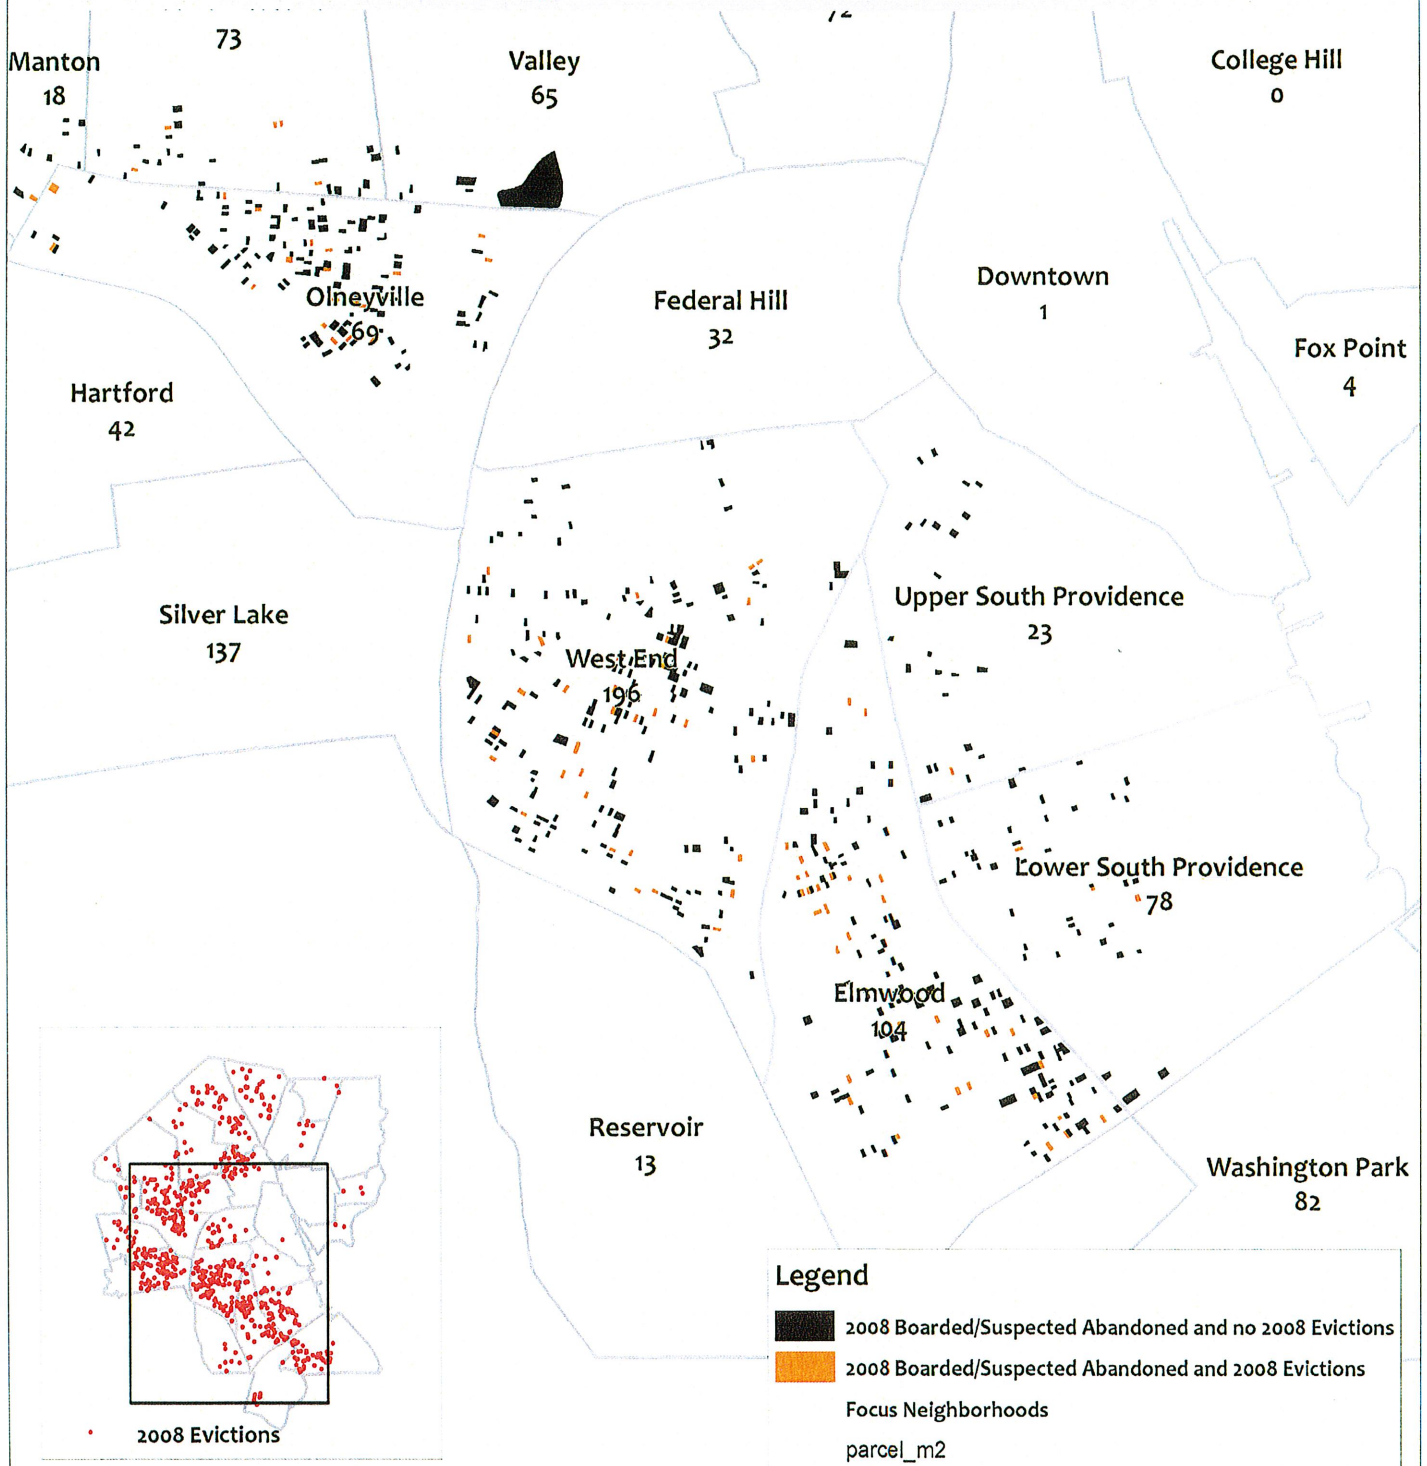 72
73
Manton
18
Valley
65
College Hill
0
Downtown
1
Olneyville
69
Federal Hill
32
Fox Point
4
Hartford
42
Upper South Providence
23
Silver Lake
137
West End
196
Lower South Providence
78
Elmwood
104
Reservoir
13
Washington Park
82
Legend
2008 Boarded/Suspected Abandoned and no 2008 Evictions
2008 Boarded/Suspected Abandoned and 2008 Evictions
Focus Neighborhoods
parcel_m2
2008 Evictions